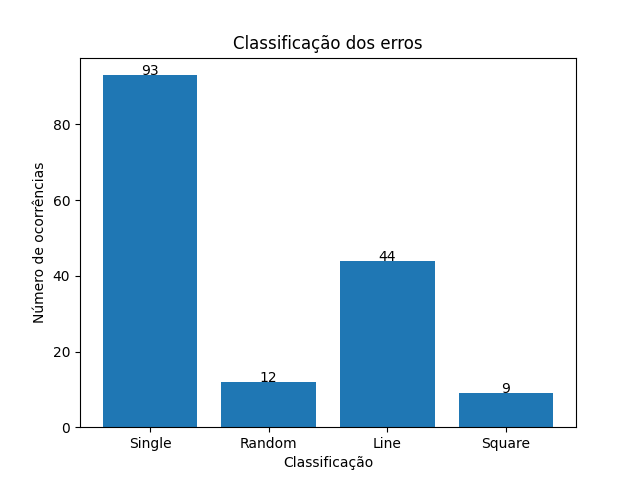 Classificação dos erros
93
12
44
9
Número de ocorrências
80
60
40
20
0
Single Random Line Square
Classificação